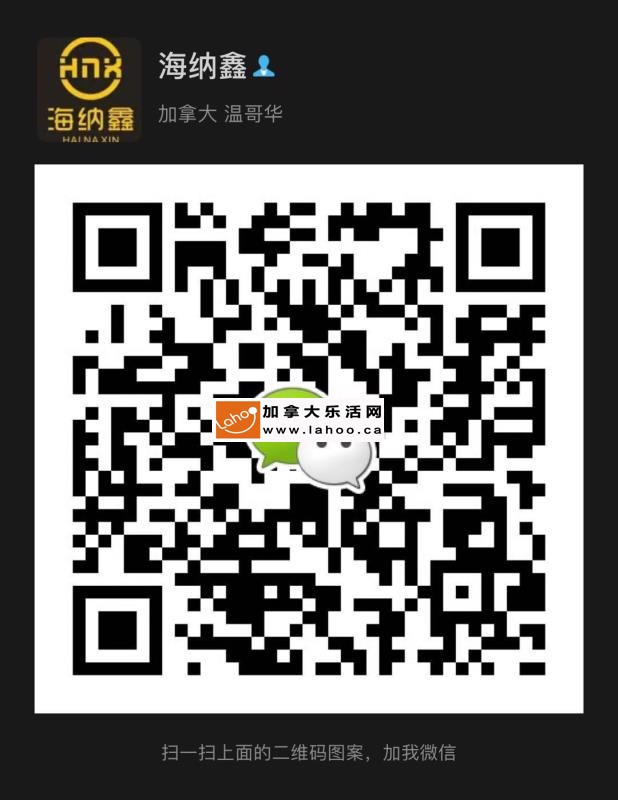 HNX
海纳鑫
HAI NA XIN
海纳鑫
加拿大 温哥华
Lahoo
加拿大乐活网
www.lahoo.ca
扫一扫上面的二维码图案，加我微信